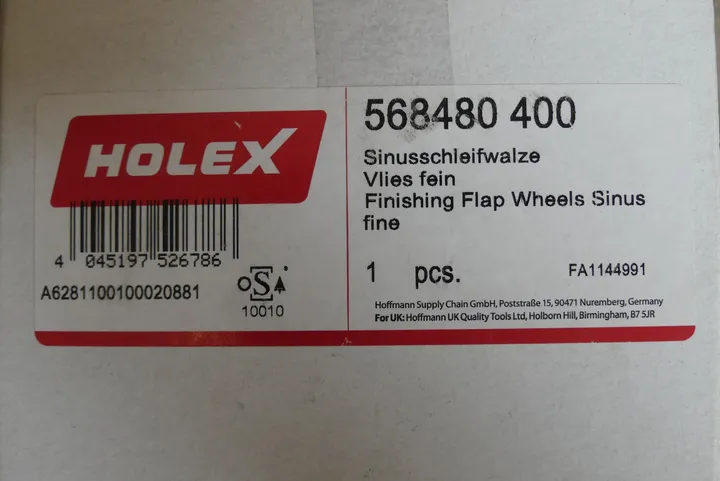 HOLEX
4 045197 526786
A6281100100020881
oSo
10010
568480 400
Sinusschleifwalze
Vlies fein
Finishing Flap Wheels Sinus
fine
1 pcs.
FA1144991
Hoffmann Supply Chain GmbH, Poststraße 15, 90471 Nuremberg, Germany
For UK: Hoffmann UK Quality Tools Ltd, Holborn Hill, Birmingham, B7 5JR